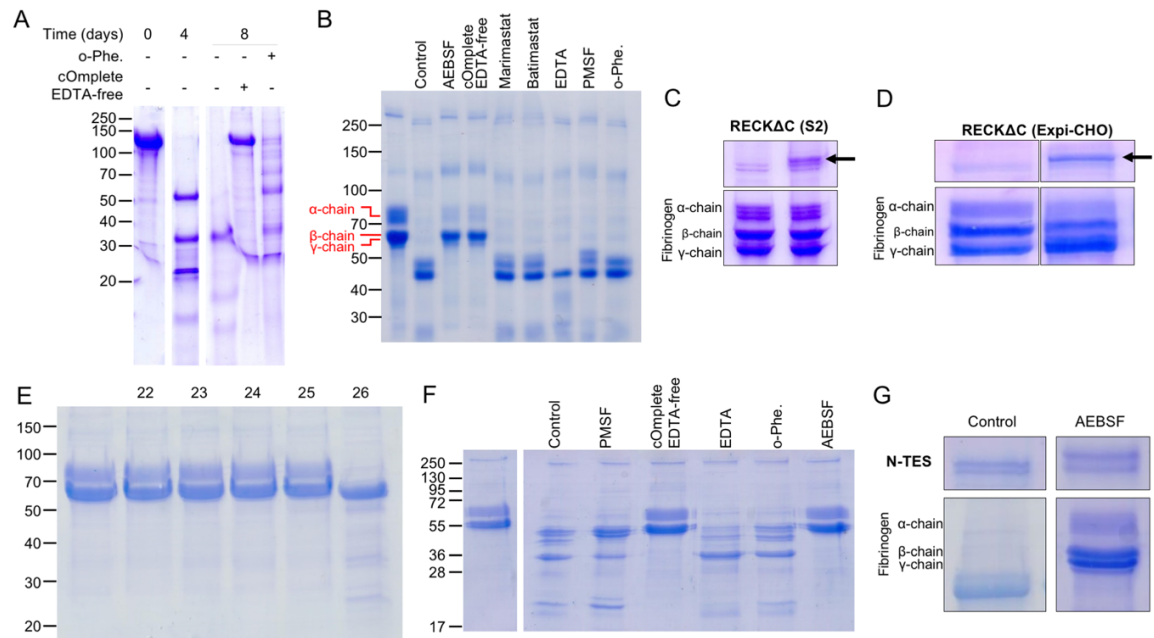 A
Time (days) 0 4 8
o-Phe. - - - - +
cOmplete
EDTA-free - - - + -
250
150
100
70
50
40
30
20
B
Control
AEBSF
cOmplete
EDTA-free
Marimastat
Batimastat
EDTA
PMSF
o-Phe.
250
150
100
α-chain
70
β-chain
γ-chain
50
40
30
C
RECKΔC (S2)
Fibrinogen
α-chain
β-chain
γ-chain
D
RECKΔC (Expi-CHO)
Fibrinogen
α-chain
β-chain
γ-chain
E
22 23 24 25 26
150
100
70
50
40
30
20
F
Control
PMSF
cOmplete
EDTA-free
EDTA
o-Phe.
AEBSF
250
130
95
72
55
36
28
17
G
Control AEBSF
N-TES
Fibrinogen
α-chain
β-chain
γ-chain